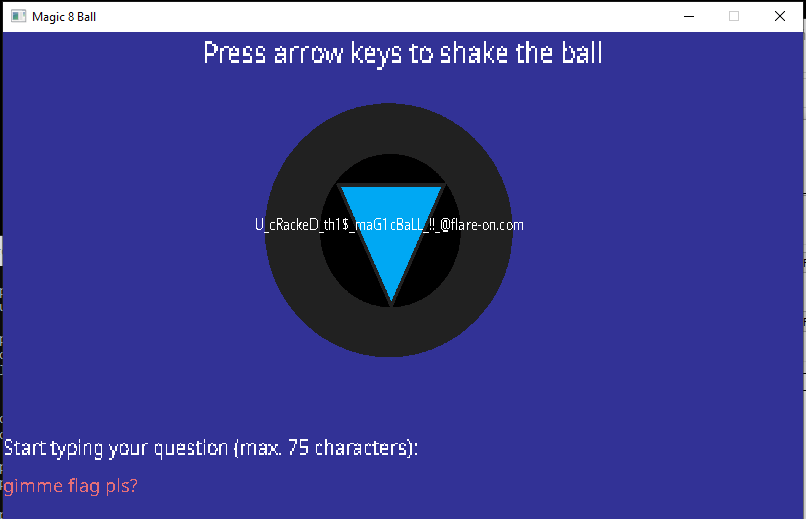 Magic 8 Ball
Press arrow keys to shake the ball
U_cRackeD_th1$_maG1cBaLL_!!_@flare-on.com
Start typing your question (max. 75 characters):
gimme flag pls?